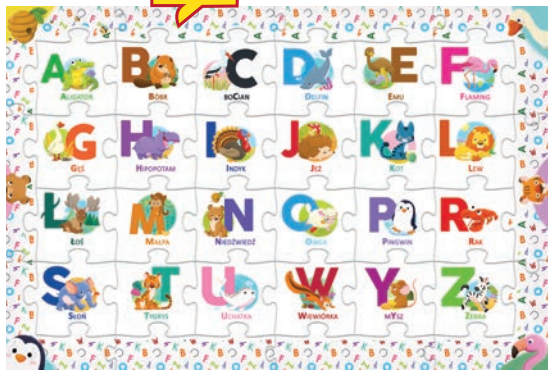 A B C D E F
ALIGATOR BÓBR BOCIAN DELFIN EMU FLAMING
G H I J K L
GĘŚ HIPOPOTAM INDYK JEŻ KOT LEW
Ł M N O P R
ŁOŚ MAŁPA NIEDŹWIEDŹ OWCA PINGWIN RAK
S T U W Y Z
SŁOŃ TYGRYS UCHATKA WIEWIÓRKA MYSZ ZEBRA